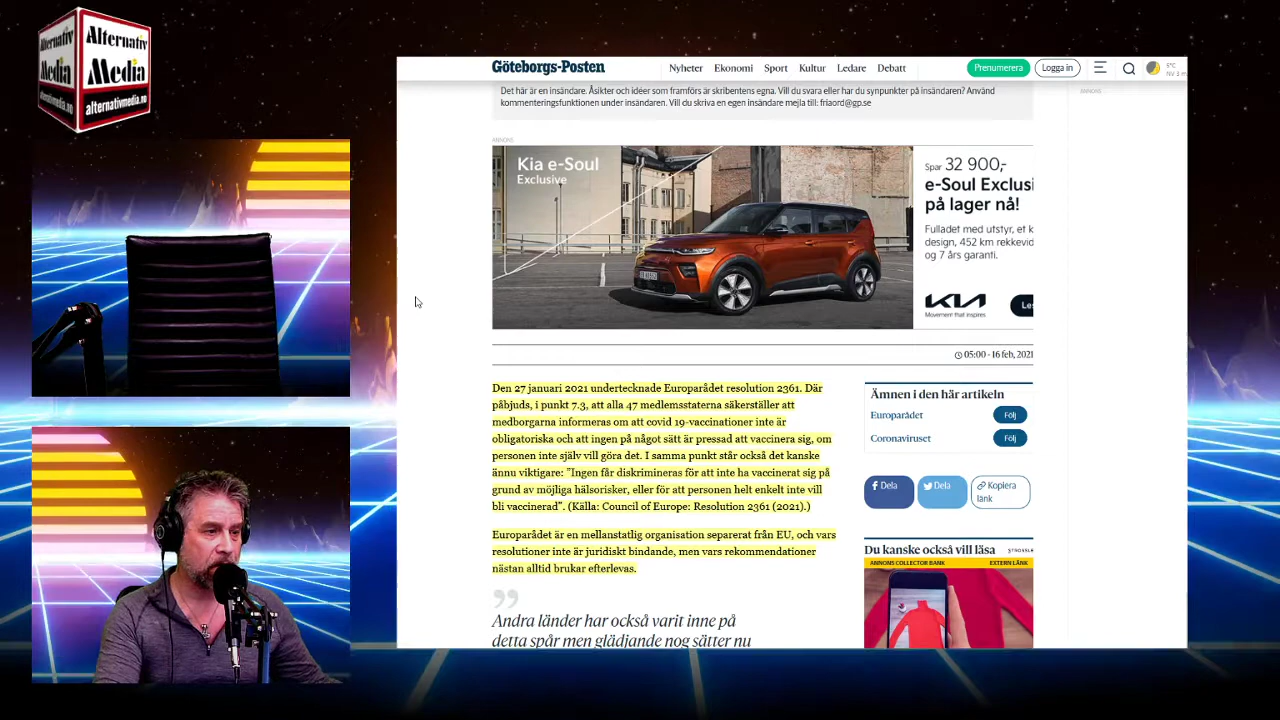 Alternativ
Media
Alternativ
Media
alternativmedia.no
Göteborgs-Posten
Nyheter Ekonomi Sport Kultur Ledare Debatt
Prenumerera
Logga in
5°C
Det här är en insändare. Åsikter och ideer som framförs är skribentens egna. Vill du svara eller har du synpunkter på insändaren? Använd
kommenteringsfunktionen under insändaren. Vill du skriva en egen insändare mejla till: friaord@gp.se
ANNONS
ANNONS
Kia e-Soul
Exclusive
Spar 32 900,-
e-Soul Exclusi
på lager nå!
Fulladet med utstyr, et k
design, 452 km rekkevid
og 7 års garanti.
KIA
Movement that inspires
Le
05:00 - 16 feb, 2021
Den 27 januari 2021 undertecknade Europarådet resolution 2361. Där
påbjuds, i punkt 7.3, att alla 47 medlemsstaterna säkerställer att
medborgarna informeras om att covid 19-vaccinationer inte är
obligatoriska och att ingen på något sätt är pressad att vaccinera sig, om
personen inte själv vill göra det. I samma punkt står också det kanske
ännu viktigare: ”Ingen får diskrimineras för att inte ha vaccinerat sig på
grund av möjliga hälsorisker, eller för att personen helt enkelt inte vill
bli vaccinerad”. (Källa: Council of Europe: Resolution 2361 (2021).)
Europarådet är en mellanstatlig organisation separerat från EU, och vars
resolutioner inte är juridiskt bindande, men vars rekommendationer
nästan alltid brukar efterlevas.
”
Andra länder har också varit inne på
detta spår men glädjande nog sätter nu
Ämnen i den här artikeln
Europarådet Följ
Coronaviruset Följ
Dela
Dela
Kopiera
länk
Du kanske också vill läsa
STROSSLE
ANNONS COLLECTOR BANK EXTERN LÄNK